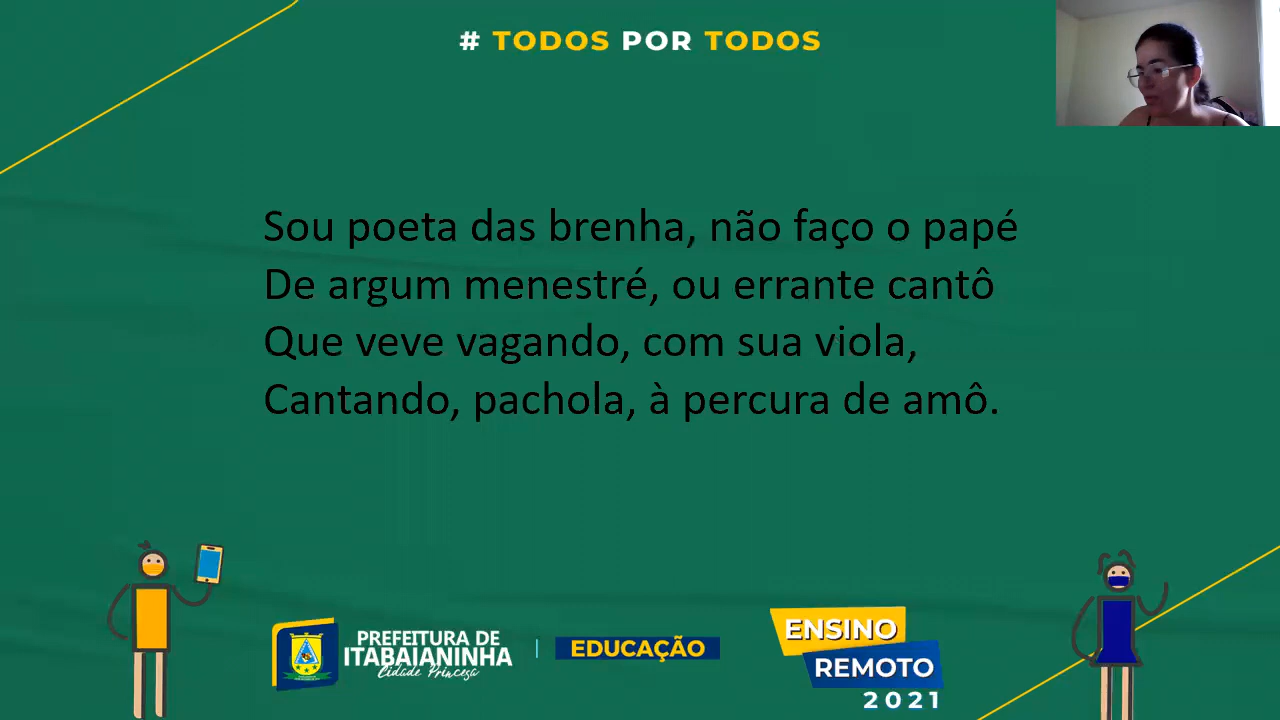 # TODOS POR TODOS
Sou poeta das brenha, não faço o papé
De argum menestré, ou errante cantô
Que veve vagando, com sua viola,
Cantando, pachola, à percura de amô.
PREFEITURA DE
ITABAIANINHA
Cidade Princesa
EDUCAÇÃO
ENSINO
REMOTO
2021